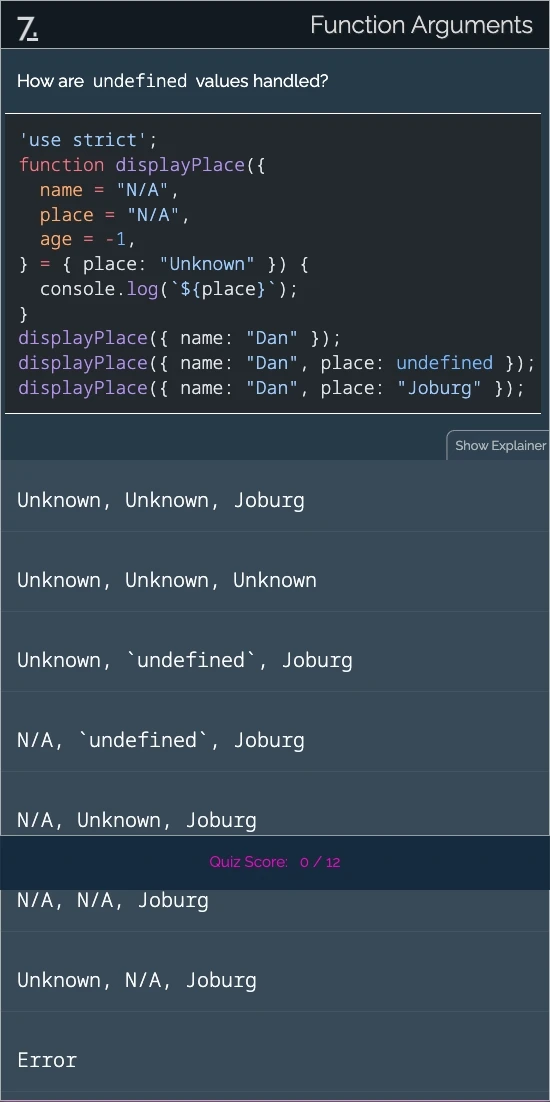 7.
Function Arguments
How are undefined values handled?
'use strict';
function displayPlace({
  name = "N/A",
  place = "N/A",
  age = -1,
} = { place: "Unknown" }) {
  console.log(`${place}`);
}
displayPlace({ name: "Dan" });
displayPlace({ name: "Dan", place: undefined });
displayPlace({ name: "Dan", place: "Joburg" });
Show Explainer
Unknown, Unknown, Joburg
Unknown, Unknown, Unknown
Unknown, `undefined`, Joburg
N/A, `undefined`, Joburg
N/A, Unknown, Joburg
Quiz Score: 0 / 12
N/A, N/A, Joburg
Unknown, N/A, Joburg
Error